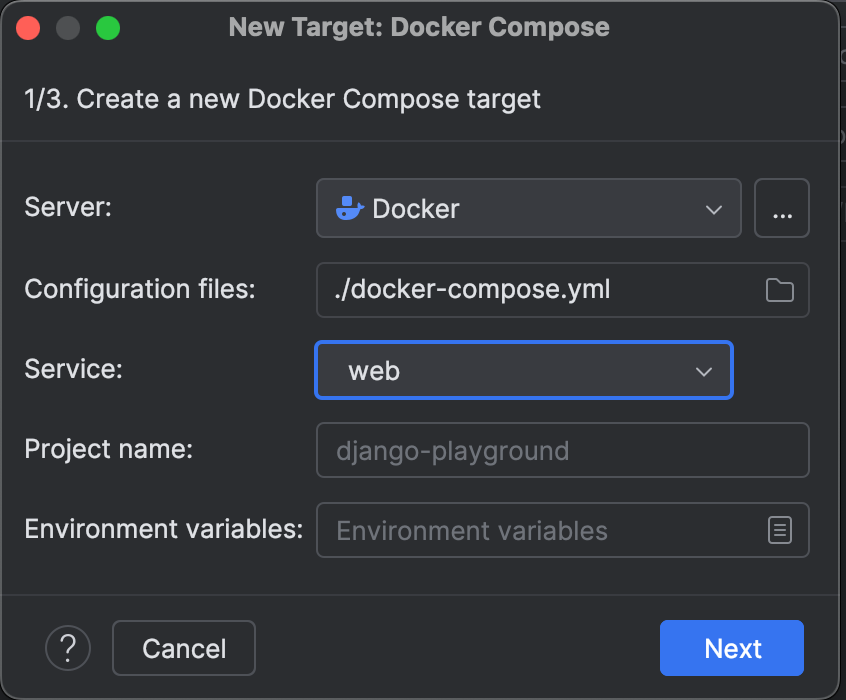 New Target: Docker Compose
1/3. Create a new Docker Compose target
Server: Docker ...
Configuration files: ./docker-compose.yml
Service: web
Project name: django-playground
Environment variables: Environment variables
? Cancel Next